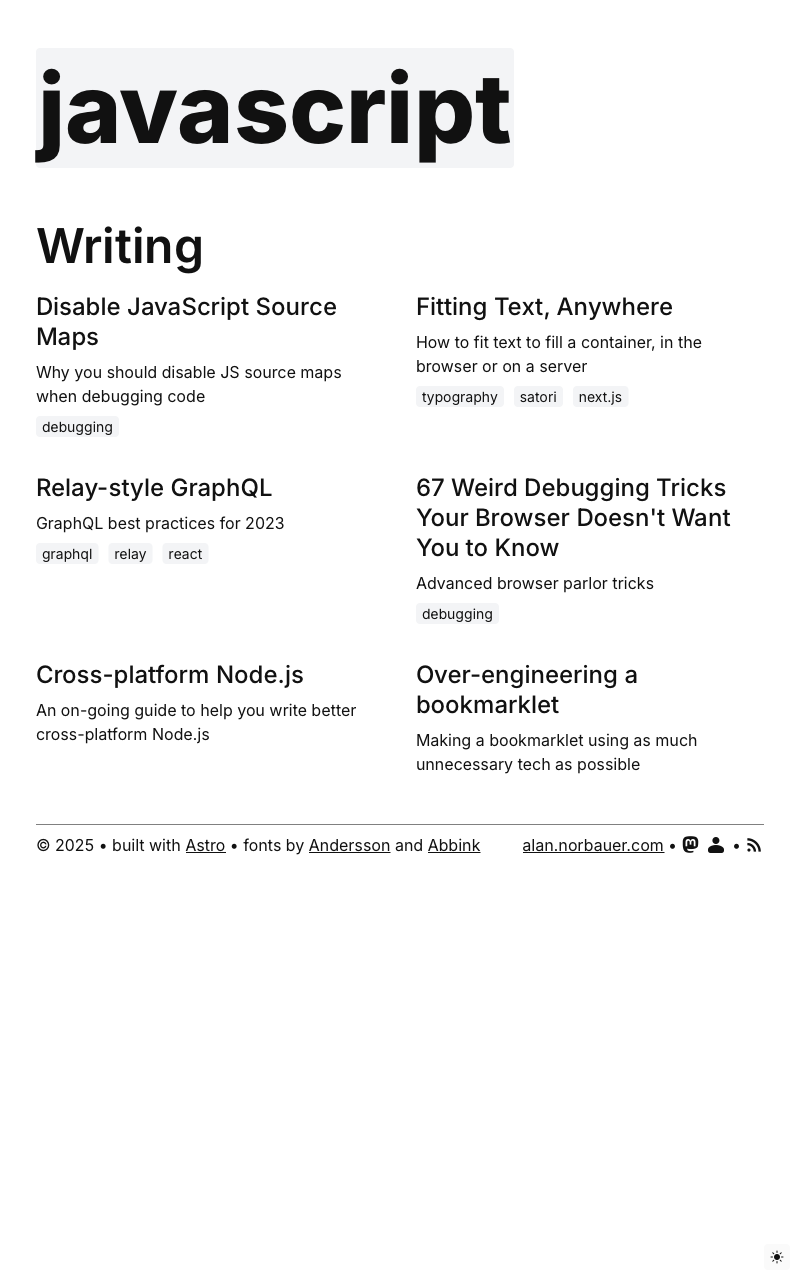 javascript
Writing
Disable JavaScript Source
Maps
Why you should disable JS source maps
when debugging code
debugging
Fitting Text, Anywhere
How to fit text to fill a container, in the
browser or on a server
typography satori next.js
Relay-style GraphQL
GraphQL best practices for 2023
graphql relay react
67 Weird Debugging Tricks
Your Browser Doesn't Want
You to Know
Advanced browser parlor tricks
debugging
Cross-platform Node.js
An on-going guide to help you write better
cross-platform Node.js
Over-engineering a
bookmarklet
Making a bookmarklet using as much
unnecessary tech as possible
© 2025 • built with Astro • fonts by Andersson and Abbink alan.norbauer.com • •